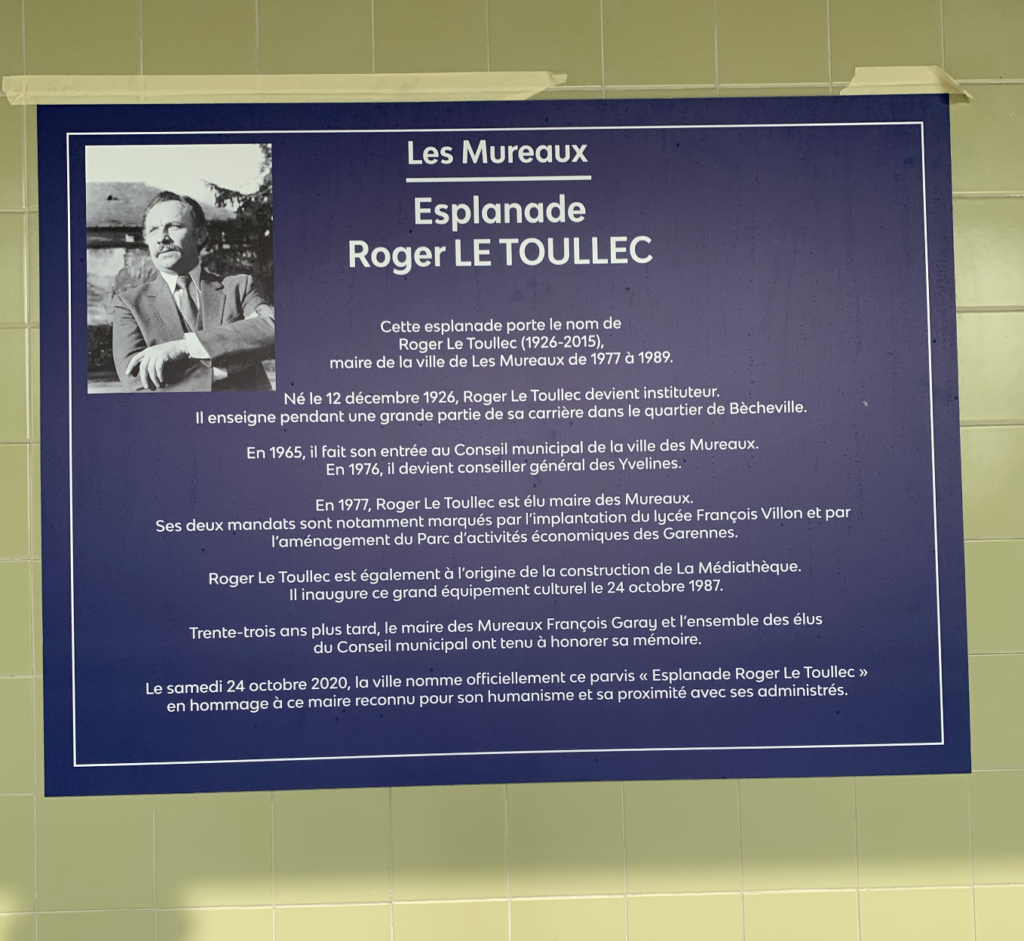 Les Mureaux
Esplanade
Roger LE TOULLEC
Cette esplanade porte le nom de
Roger Le Toullec (1926-2015),
maire de la ville de Les Mureaux de 1977 à 1989.
Né le 12 décembre 1926, Roger Le Toullec devient instituteur.
Il enseigne pendant une grande partie de sa carrière dans le quartier de Bècheville.
En 1965, il fait son entrée au Conseil municipal de la ville des Mureaux.
En 1976, il devient conseiller général des Yvelines.
En 1977, Roger Le Toullec est élu maire des Mureaux.
Ses deux mandats sont notamment marqués par l'implantation du lycée François Villon et par
l'aménagement du Parc d'activités économiques des Garennes.
Roger Le Toullec est également à l'origine de la construction de La Médiathèque.
Il inaugure ce grand équipement culturel le 24 octobre 1987.
Trente-trois ans plus tard, le maire des Mureaux François Garay et l'ensemble des élus
du Conseil municipal ont tenu à honorer sa mémoire.
Le samedi 24 octobre 2020, la ville nomme officiellement ce parvis « Esplanade Roger Le Toullec »
en hommage à ce maire reconnu pour son humanisme et sa proximité avec ses administrés.